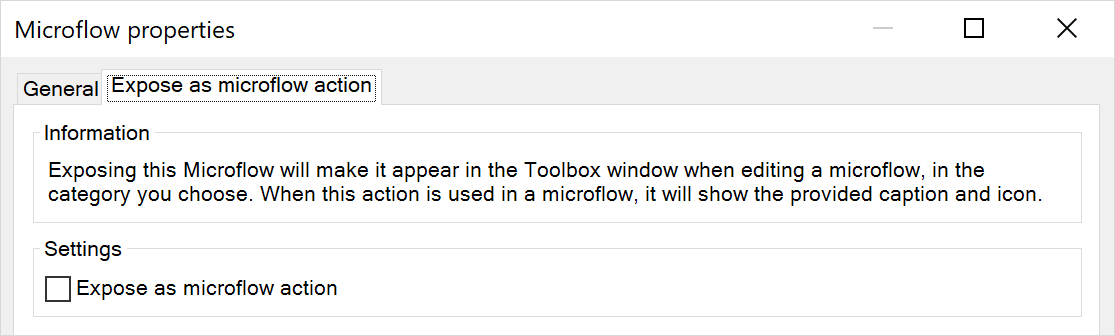 Microflow properties
General
Expose as microflow action
Information
Exposing this Microflow will make it appear in the Toolbox window when editing a microflow, in the
category you choose. When this action is used in a microflow, it will show the provided caption and icon.
Settings
Expose as microflow action